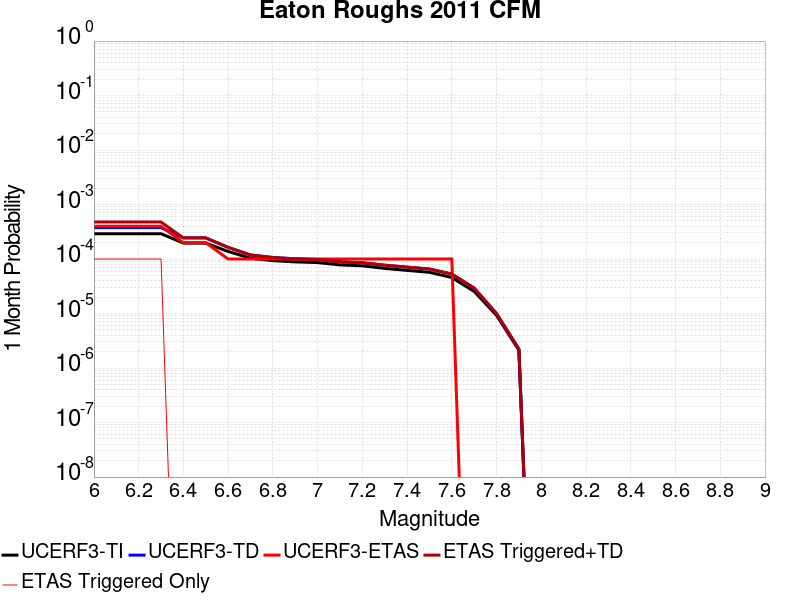 Eaton Roughs 2011 CFM
10^0
10^-1
10^-2
10^-3
10^-4
10^-5
10^-6
10^-7
10^-8
1 Month Probability
6 6.2 6.4 6.6 6.8 7 7.2 7.4 7.6 7.8 8 8.2 8.4 8.6 8.8 9
Magnitude
UCERF3-TI UCERF3-TD UCERF3-ETAS ETAS Triggered+TD
ETAS Triggered Only